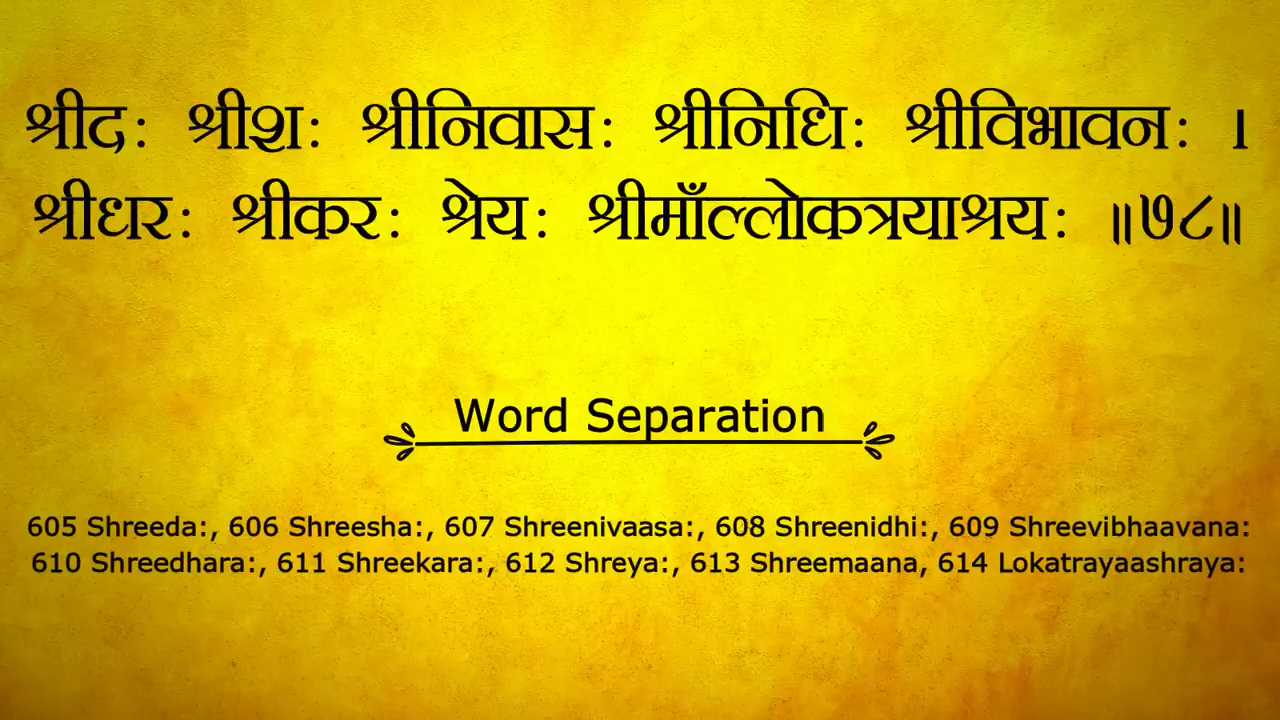 श्रीदः श्रीशः श्रीनिवासः श्रीनिधिः श्रीविभावनः ।
श्रीधरः श्रीकरः श्रेयः श्रीमाँल्लोकत्रयाश्रयः ॥७८॥
Word Separation
605 Shreeda:, 606 Shreesha:, 607 Shreenivaasa:, 608 Shreenidhi:, 609 Shreevibhaavana:
610 Shreedhara:, 611 Shreekara:, 612 Shreya:, 613 Shreemaana, 614 Lokatrayaashraya: